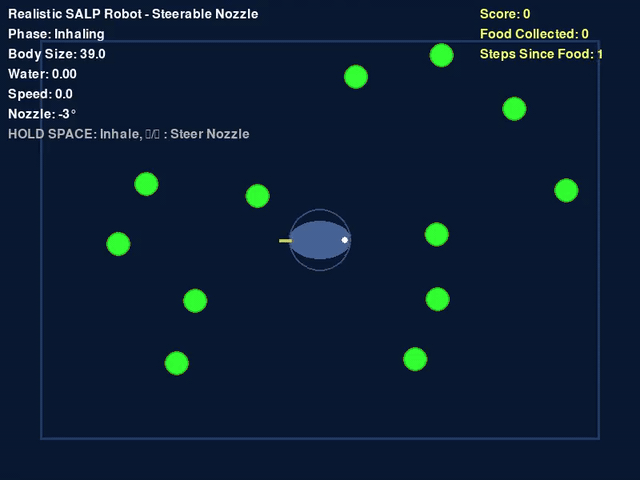 Realistic SALP Robot - Steerable Nozzle
Phase: Inhaling
Body Size: 39.0
Water: 0.00
Speed: 0.0
Nozzle: -3°
HOLD SPACE: Inhale, ▯/▯ : Steer Nozzle
Score: 0
Food Collected: 0
Steps Since Food: 1